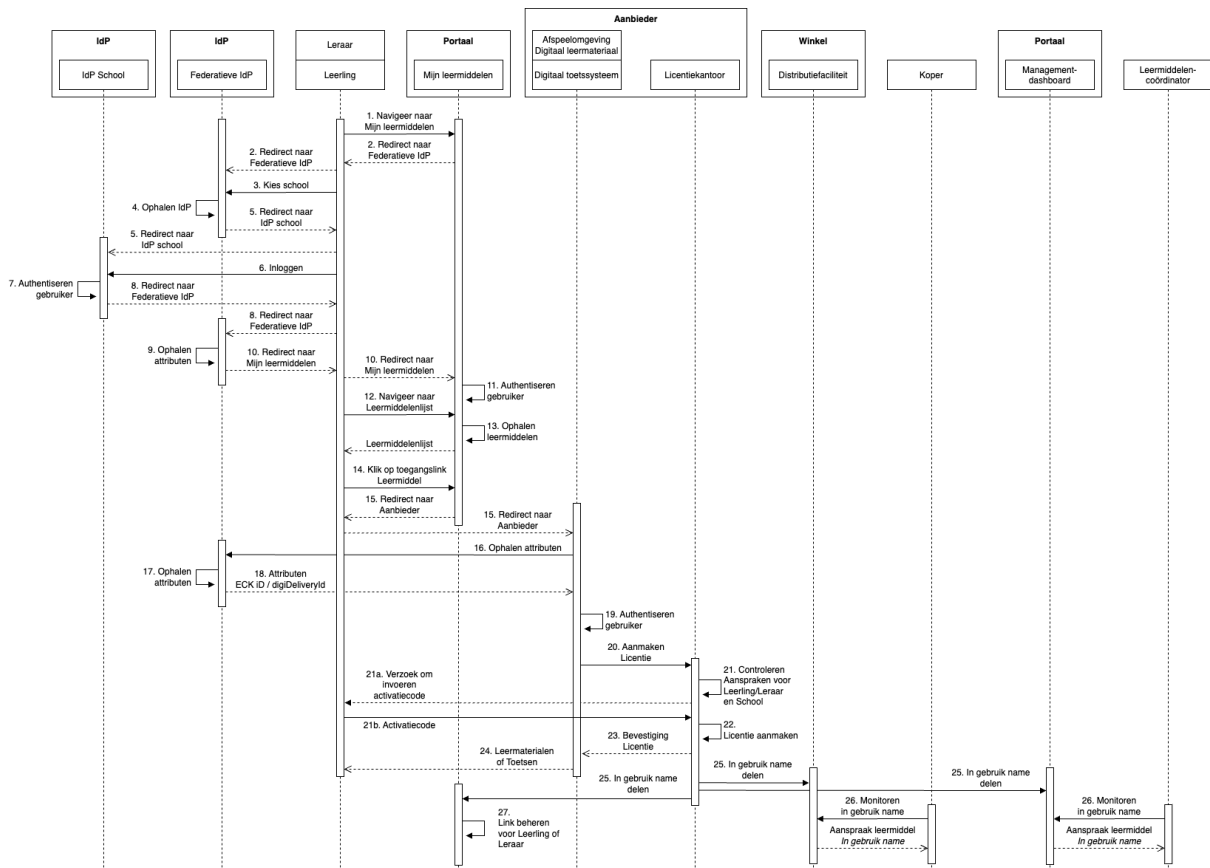 Aanbieder
IdP
IdP School
IdP
Federatieve IdP
Leraar
Leerling
Portaal
Mijn leermiddelen
Afspeelomgeving
Digitaal leermateriaal
Digitaal toetssysteem
Licentiekantoor
Winkel
Distributiefaciliteit
Koper
Portaal
Management-
dashboard
Leermiddelen-
coördinator
1. Navigeer naar
Mijn leermiddelen
2. Redirect naar
Federatieve IdP
2. Redirect naar
Federatieve IdP
3. Kies school
4. Ophalen IdP
5. Redirect naar
IdP school
5. Redirect naar
IdP school
6. Inloggen
7. Authentiseren
gebruiker
8. Redirect naar
Federatieve IdP
8. Redirect naar
Federatieve IdP
9. Ophalen
attributen
10. Redirect naar
Mijn leermiddelen
10. Redirect naar
Mijn leermiddelen
11. Authentiseren
gebruiker
12. Navigeer naar
Leermiddelenlijst
13. Ophalen
leermiddelen
Leermiddelenlijst
14. Klik op toegangslink
Leermiddel
15. Redirect naar
Aanbieder
15. Redirect naar
Aanbieder
16. Ophalen attributen
17. Ophalen
attributen
18. Attributen
ECK iD / digiDeliveryId
19. Authentiseren
gebruiker
20. Aanmaken
Licentie
21. Controleren
Aanspraken voor
Leerling/Leraar
en School
21a. Verzoek om
invoeren
activatiecode
21b. Activatiecode
22.
Licentie aanmaken
23. Bevestiging
Licentie
24. Leermaterialen
of Toetsen
25. In gebruik name
delen
25. In gebruik name
delen
25. In gebruik name
delen
26. Monitoren
in gebruik name
Aanspraak leermiddel
In gebruik name
26. Monitoren
in gebruik name
Aanspraak leermiddel
In gebruik name
27.
Link beheren
voor Leerling of
Leraar